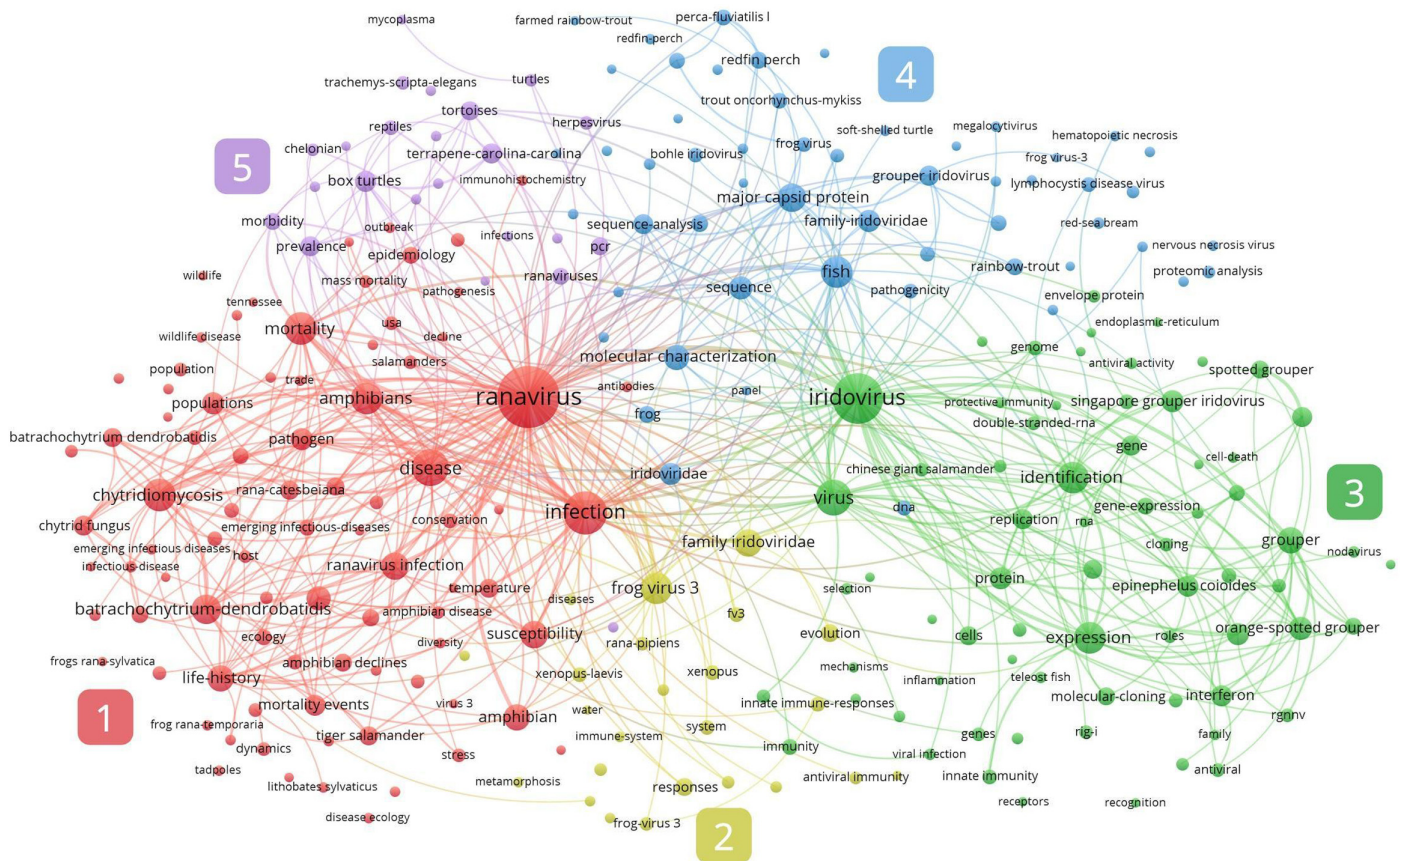 mycoplasma
farmed rainbow-trout
perca-fluviatilis l
redfin-perch
redfin perch
4
trachemys-scripta-elegans
turtles
trout oncorhynchus-mykiss
tortoises
reptiles
herpesvirus
soft-shelled turtle
megalocytivirus
hematopoietic necrosis
5
chelonian
terrapene-carolina-carolina
bohle iridovirus
frog virus
frog virus-3
box turtles
immunohistochemistry
grouper iridovirus
lymphocystis disease virus
major capsid protein
morbidity
outbreak
sequence-analysis
family-iridoviridae
red-sea bream
prevalence
epidemiology
infections
pcr
nervous necrosis virus
wildlife
mass mortality
pathogenesis
ranaviruses
sequence
fish
pathogenicity
rainbow-trout
proteomic analysis
tennessee
envelope protein
mortality
usa
decline
endoplasmic-reticulum
wildlife disease
salamanders
molecular characterization
genome
antiviral activity
population
trade
spotted grouper
populations
amphibians
ranavirus
antibodies
panel
iridovirus
protective immunity
singapore grouper iridovirus
frog
double-stranded-rna
batrachochytrium dendrobatidis
pathogen
gene
cell-death
disease
iridoviridae
chinese giant salamander
identification
chytridiomycosis
rana-catesbeiana
virus
dna
gene-expression
3
chytrid fungus
emerging infectious-diseases
conservation
infection
replication
rna
emerging infectious diseases
host
family iridoviridae
cloning
grouper
nodavirus
infectious-disease
ranavirus infection
temperature
frog virus 3
selection
protein
epinephelus coioides
batrachochytrium-dendrobatidis
amphibian disease
diseases
fv3
ecology
diversity
susceptibility
rana-pipiens
evolution
cells
expression
roles
orange-spotted grouper
frogs rana-sylvatica
amphibian declines
life-history
xenopus-laevis
xenopus
mechanisms
inflammation
teleost fish
1
mortality events
virus 3
water
innate immune-responses
molecular-cloning
interferon
frog rana-temporaria
amphibian
rgnnv
dynamics
tiger salamander
immune-system
system
immunity
genes
rig-i
family
tadpoles
stress
viral infection
lithobates sylvaticus
metamorphosis
responses
antiviral immunity
innate immunity
antiviral
disease ecology
frog-virus 3
2
receptors
recognition